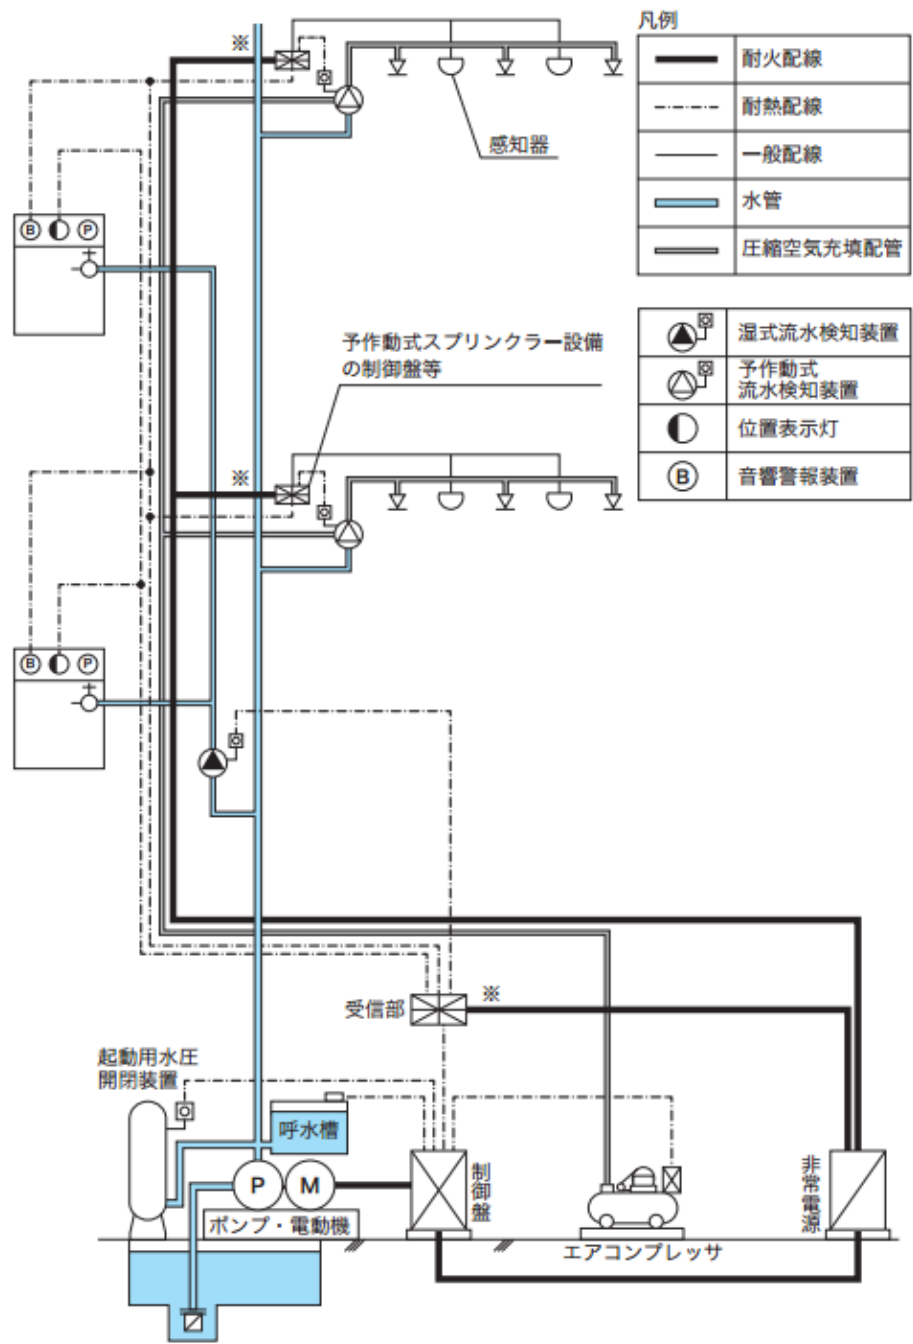 凡例
耐火配線
耐熱配線
一般配線
水管
圧縮空気充填配管
湿式流水検知装置
予作動式
流水検知装置
位置表示灯
B
音響警報装置
※
感知器
B
P
予作動式スプリンクラー設備
の制御盤等
※
B
P
受信部
※
起動用水圧
開閉装置
呼水槽
P
M
ポンプ・電動機
制御盤
エアコンプレッサ
非常電源